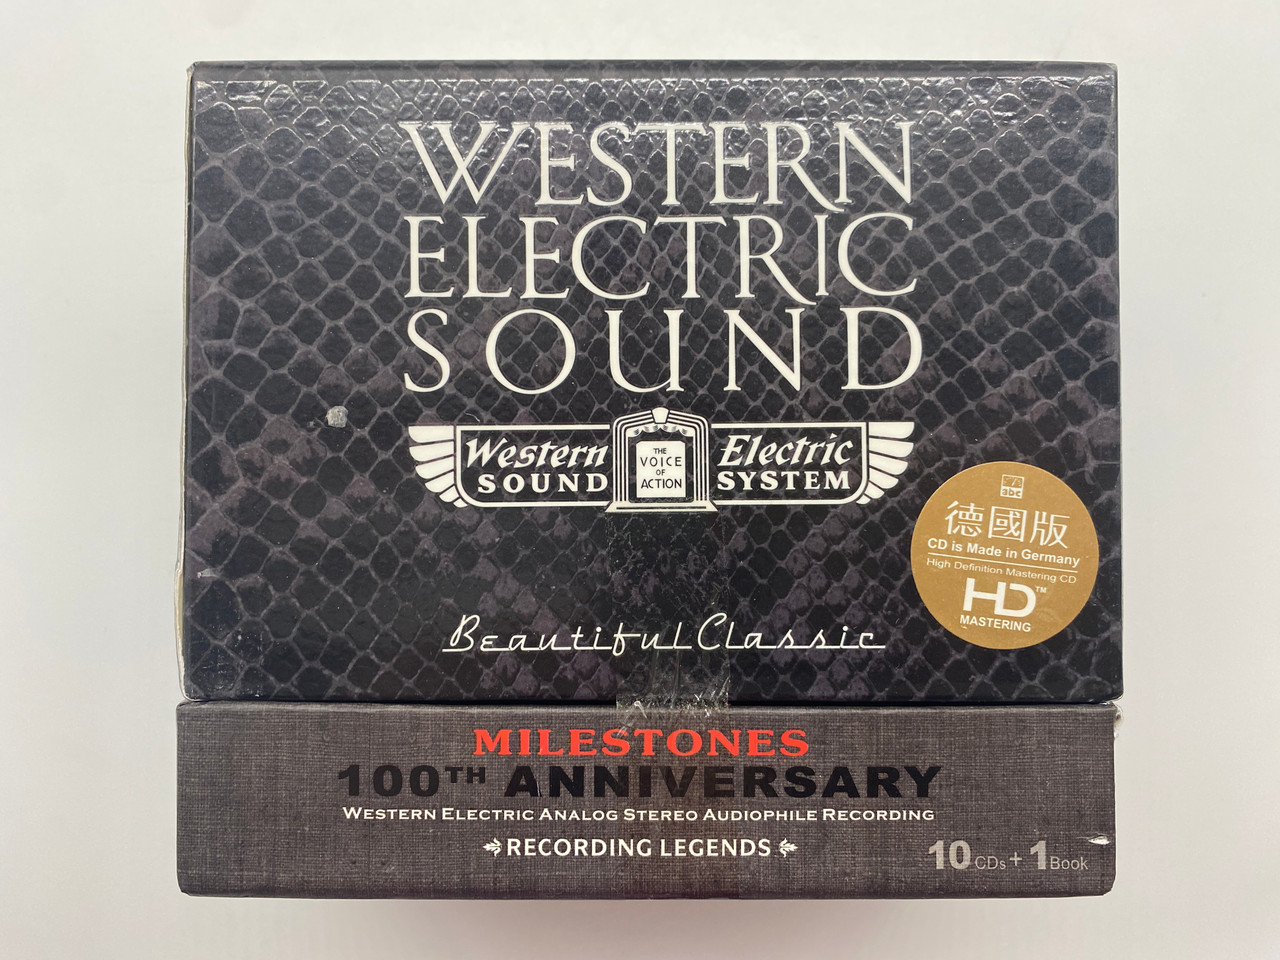 WESTERN
ELECTRIC
SOUND
Western Electric
SOUND SYSTEM
THE
VOICE
OF
ACTION
abc
德國版
CD is Made in Germany
High Definition Mastering CD
HD™
MASTERING
Beautiful Classic
MILESTONES
100TH ANNIVERSARY
WESTERN ELECTRIC ANALOG STEREO AUDIOPHILE RECORDING
RECORDING LEGENDS
10 CDs + 1 Book